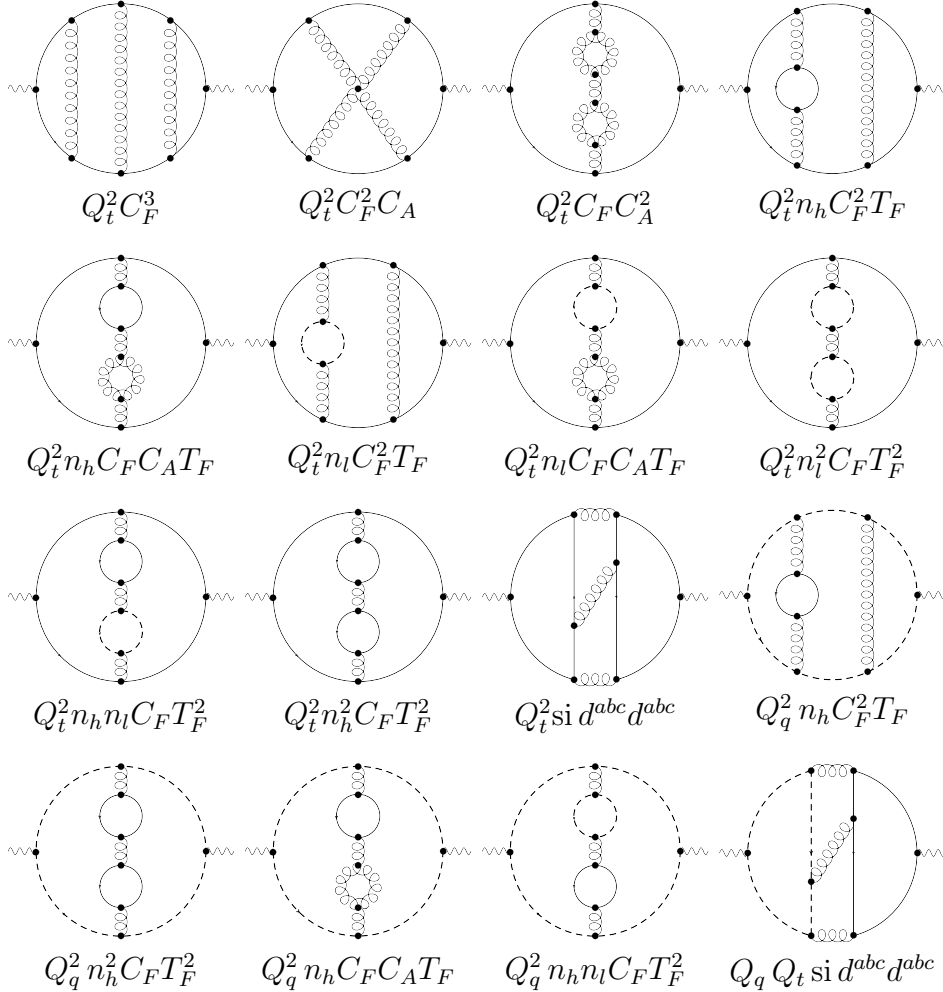 $Q_t^2 C_F^3$
$Q_t^2 C_F^2 C_A$
$Q_t^2 C_F C_A^2$
$Q_t^2 n_h C_F^2 T_F$
$Q_t^2 n_h C_F C_A T_F$
$Q_t^2 n_l C_F^2 T_F$
$Q_t^2 n_l C_F C_A T_F$
$Q_t^2 n_l^2 C_F T_F^2$
$Q_t^2 n_h n_l C_F T_F^2$
$Q_t^2 n_h^2 C_F T_F^2$
$Q_t^2 \mathrm{si}\, d^{abc} d^{abc}$
$Q_q^2 n_h C_F^2 T_F$
$Q_q^2 n_h^2 C_F T_F^2$
$Q_q^2 n_h C_F C_A T_F$
$Q_q^2 n_h n_l C_F T_F^2$
$Q_q Q_t \mathrm{si}\, d^{abc} d^{abc}$